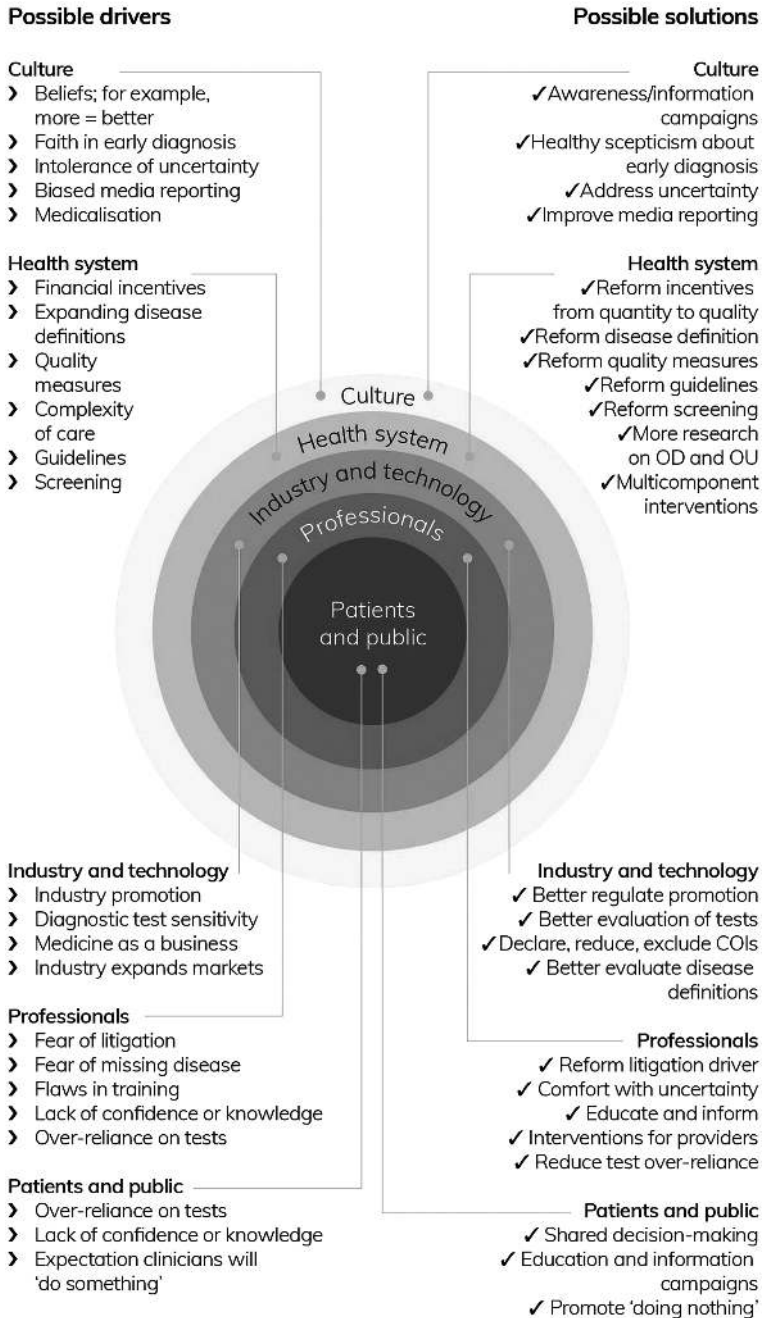 Possible drivers
Culture
› Beliefs; for example,
more = better
› Faith in early diagnosis
› Intolerance of uncertainty
› Biased media reporting
› Medicalisation
Health system
› Financial incentives
› Expanding disease
definitions
› Quality
measures
› Complexity
of care
› Guidelines
› Screening
Possible solutions
Culture
✓Awareness/information
campaigns
✓Healthy scepticism about
early diagnosis
✓Address uncertainty
✓Improve media reporting
Health system
✓Reform incentives
from quantity to quality
✓Reform disease definition
✓Reform quality measures
✓Reform guidelines
✓Reform screening
✓More research
on OD and OU
✓Multicomponent
interventions
Culture
Health system
Industry and technology
Professionals
Patients
and public
Industry and technology
› Industry promotion
› Diagnostic test sensitivity
› Medicine as a business
› Industry expands markets
Professionals
› Fear of litigation
› Fear of missing disease
› Flaws in training
› Lack of confidence or knowledge
› Over-reliance on tests
Patients and public
› Over-reliance on tests
› Lack of confidence or knowledge
› Expectation clinicians will
‘do something’
Industry and technology
✓ Better regulate promotion
✓ Better evaluation of tests
✓Declare, reduce, exclude COIs
✓ Better evaluate disease
definitions
Professionals
✓ Reform litigation driver
✓ Comfort with uncertainty
✓ Educate and inform
✓ Interventions for providers
✓ Reduce test over-reliance
Patients and public
✓ Shared decision-making
✓ Education and information
campaigns
✓ Promote ‘doing nothing’